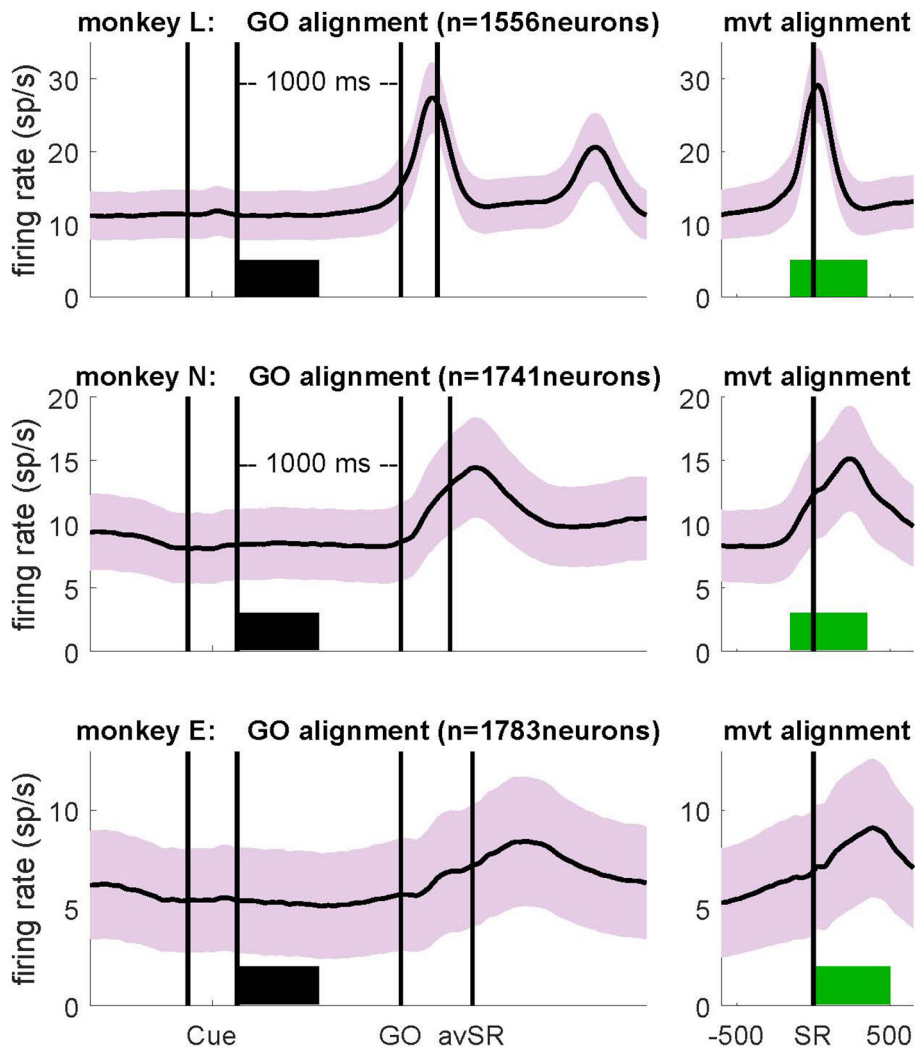 monkey L: GO alignment (n=1556neurons)
mvt alignment
firing rate (sp/s)
30
20
10
0
-- 1000 ms --
monkey N: GO alignment (n=1741neurons)
mvt alignment
firing rate (sp/s)
20
15
10
5
0
-- 1000 ms --
30
20
10
0
20
15
10
5
0
monkey E: GO alignment (n=1783neurons)
mvt alignment
firing rate (sp/s)
10
5
0
10
5
0
Cue GO avSR
-500 SR 500